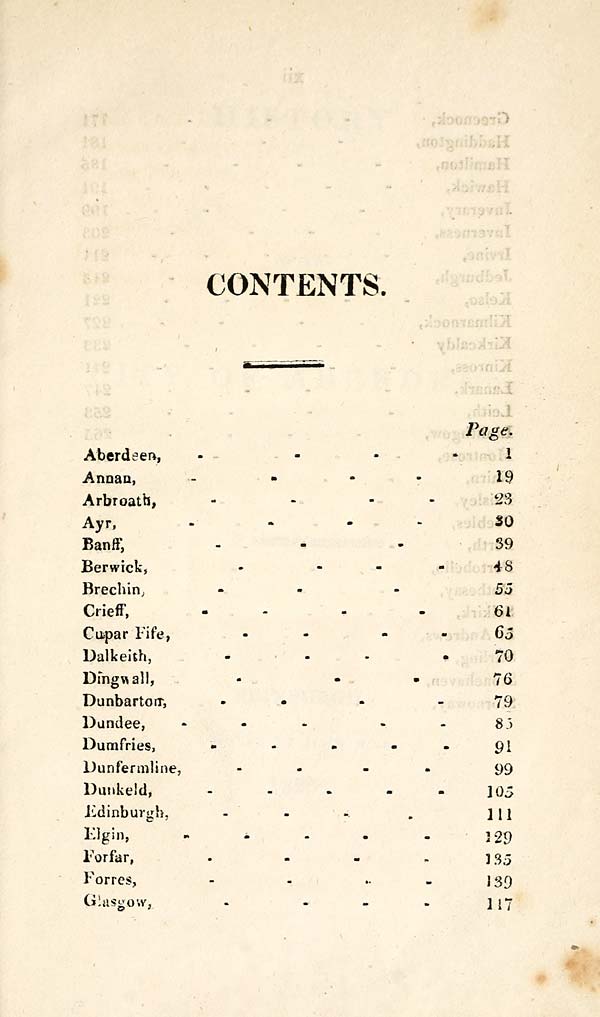 CONTENTS.
Page.
Aberdeen, - - - - 1
Annan, - - - - 19
Arbroath, - - - - 23
Ayr, - - - - 30
Banff, - - - 39
Berwick, - - - - 48
Brechin, - - - 55
Crieff, - - - - 61
Cupar Fife, - - - - 65
Dalkeith, - - - - 70
Dingwall, - - - 76
Dunbarton, - - - - 79
Dundee, - - - - - 85
Dumfries, - - - - - 91
Dunfermline, - - - - 99
Dunkeld, - - - - - 105
Edinburgh, - - - - 111
Elgin, - - - - - 129
Forfar, - - - - 135
Forres, - - - - 139
Glasgow, - - - - 147